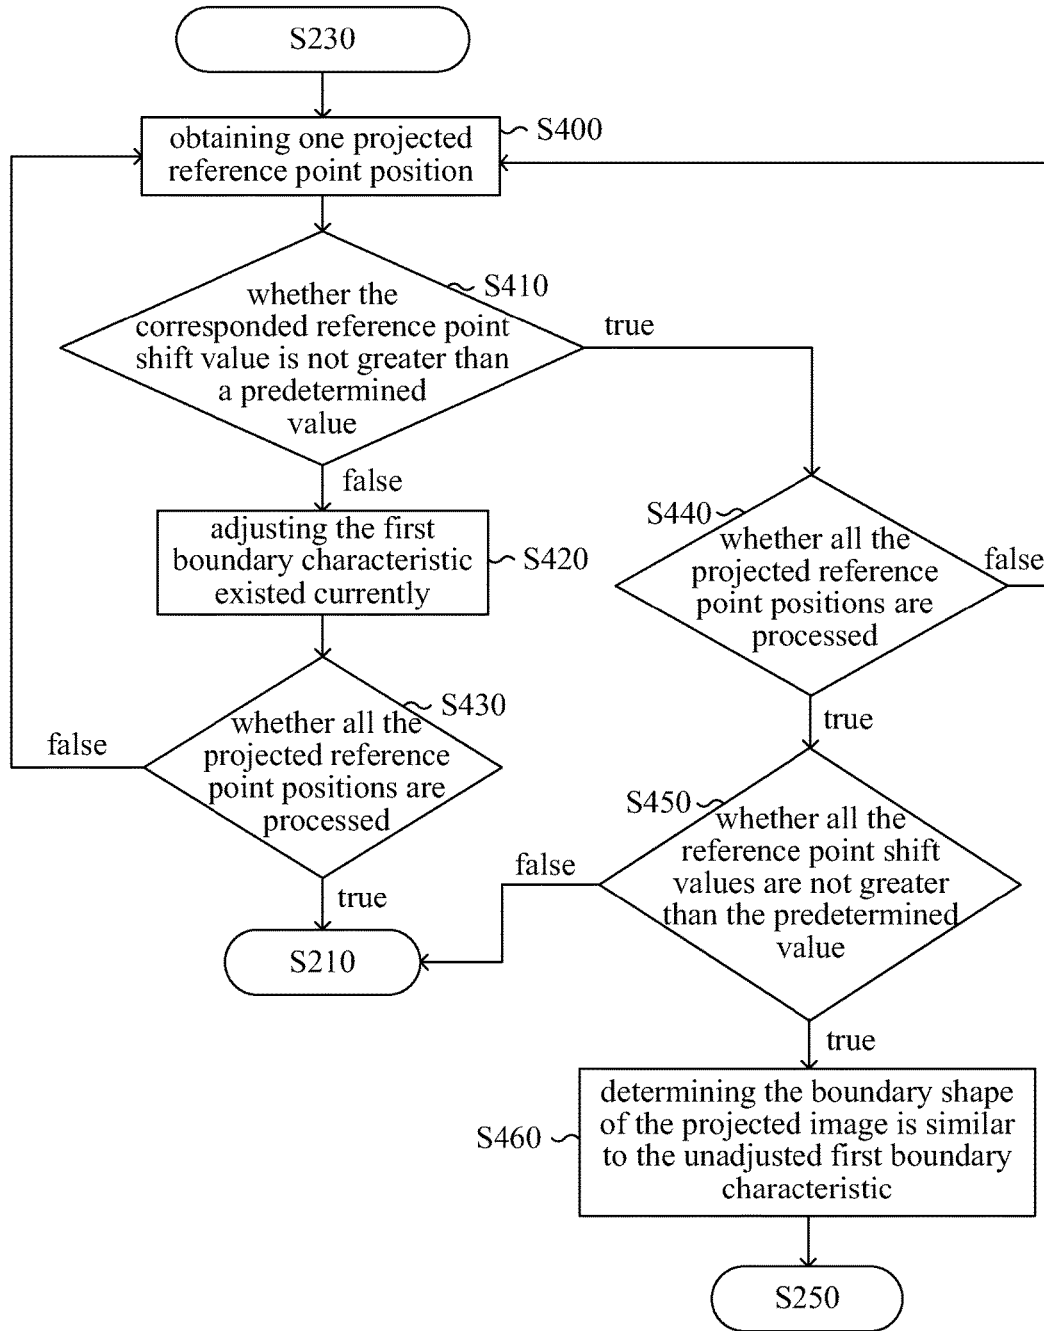 S230
obtaining one projected
reference point position
S400
whether the
corresponded reference point
shift value is not greater than
a predetermined
value
S410
true
false
adjusting the first
boundary characteristic
existed currently
S420
whether all the
projected reference
point positions are
processed
S430
false
true
S210
S440
whether all the
projected reference
point positions are
processed
false
true
S450
whether all the
reference point shift
values are not greater
than the predetermined
value
false
true
determining the boundary shape
of the projected image is similar
to the unadjusted first boundary
characteristic
S460
S250